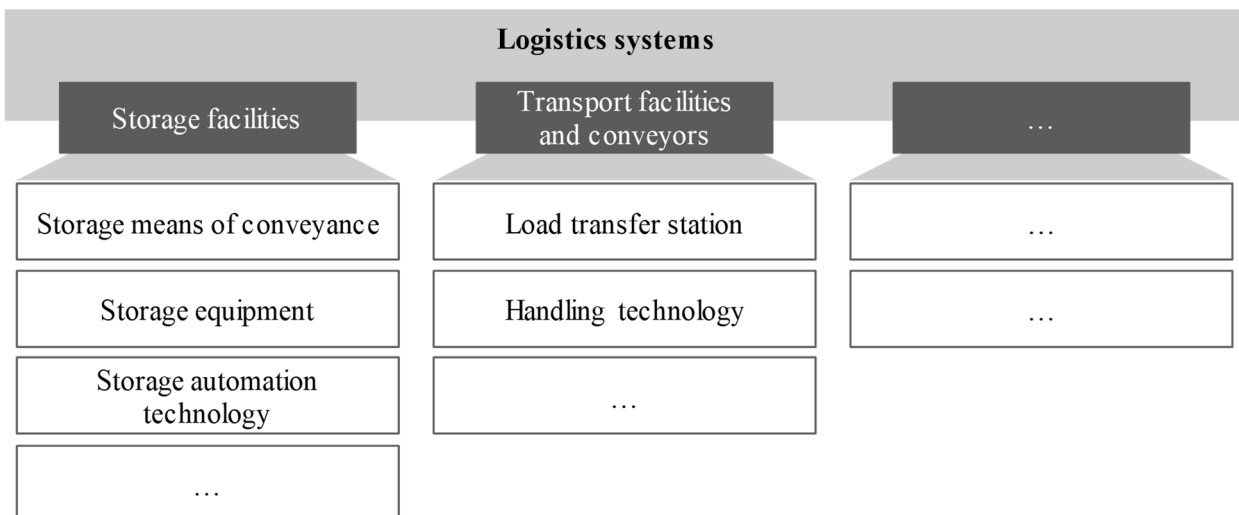 Logistics systems
Storage facilities
Transport facilities
and conveyors
…
Storage means of conveyance
Load transfer station
…
Storage equipment
Handling technology
…
Storage automation
technology
…
…